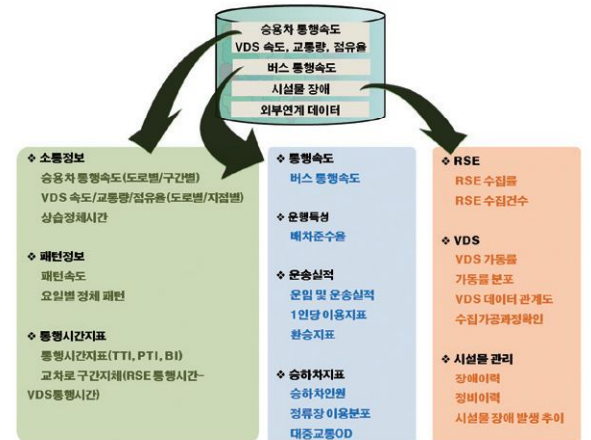 승용차 통행속도
VDS 속도, 교통량, 점유율
버스 통행속도
시설물 장애
외부연계 데이터
❖ 소통정보
승용차 통행속도(도로별/구간별)
VDS 속도/교통량/점유율(도로별/지점별)
상습정체시간
❖ 패턴정보
패턴속도
요일별 정체 패턴
❖ 통행시간지표
통행시간지표(TTI, PTI, BI)
교차로 구간지체(RSE 통행시간-
VDS통행시간)
❖ 통행속도
버스 통행속도
❖ 운행특성
배차준수율
❖ 운송실적
운임 및 운송실적
1인당 이용지표
환승지표
❖ 승하차지표
승하차인원
정류장 이용분포
대중교통OD
❖ RSE
RSE 수집률
RSE 수집건수
❖ VDS
VDS 가동률
가동률 분포
VDS 데이터 관계도
수집가공과정확인
❖ 시설물 관리
장애이력
정비이력
시설물 장애 발생 추이